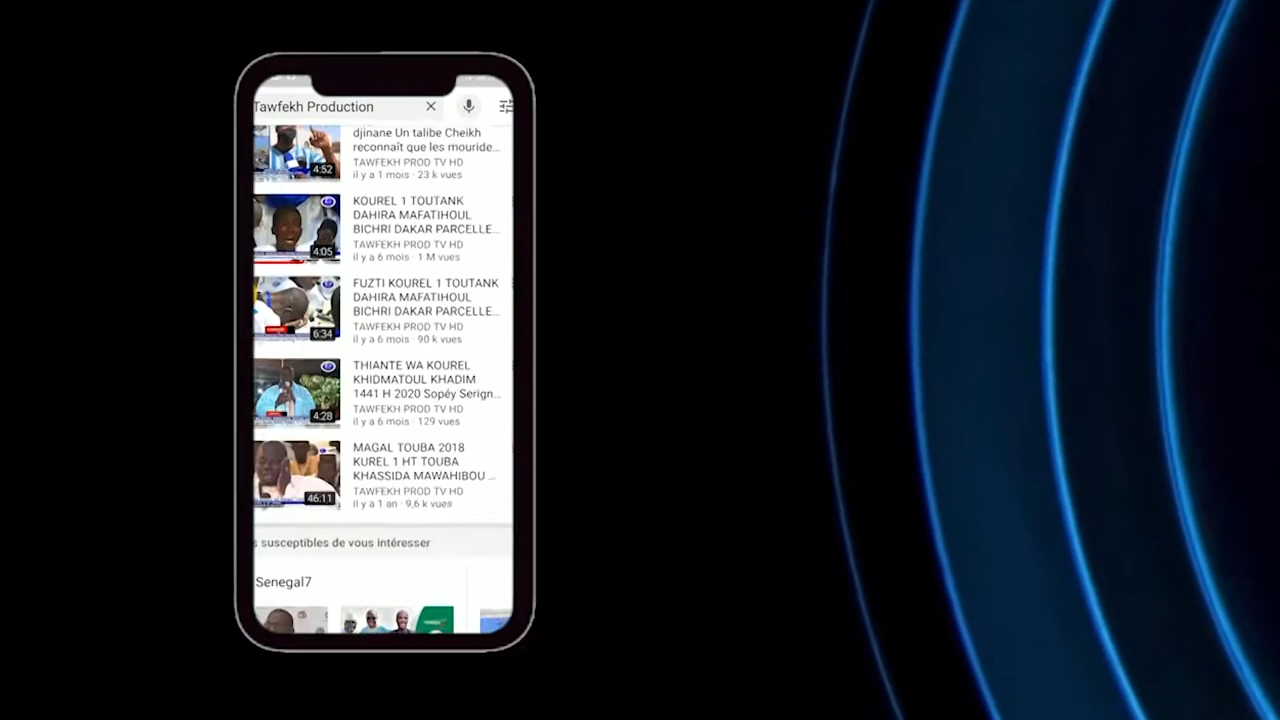 Tawfekh Production
djinane Un talibe Cheikh
reconnaît que les mouride...
TAWFEKH PROD TV HD
il y a 1 mois · 23 k vues
4:52
KOUREL 1 TOUTANK
DAHIRA MAFATIHOUL
BICHRI DAKAR PARCELLE...
TAWFEKH PROD TV HD
il y a 6 mois · 1 M vues
4:05
FUZTI KOUREL 1 TOUTANK
DAHIRA MAFATIHOUL
BICHRI DAKAR PARCELLE...
TAWFEKH PROD TV HD
il y a 6 mois · 90 k vues
6:34
THIANTE WA KOUREL
KHIDMATOUL KHADIM
1441 H 2020 Sopéy Serign...
TAWFEKH PROD TV HD
il y a 6 mois · 129 vues
4:28
MAGAL TOUBA 2018
KUREL 1 HT TOUBA
KHASSIDA MAWAHIBOU ...
TAWFEKH PROD TV HD
il y a 1 an · 9,6 k vues
46:11
s susceptibles de vous intéresser
Senegal7